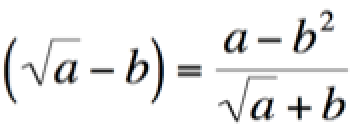 (√a − b) = (a − b²)/(√a + b)